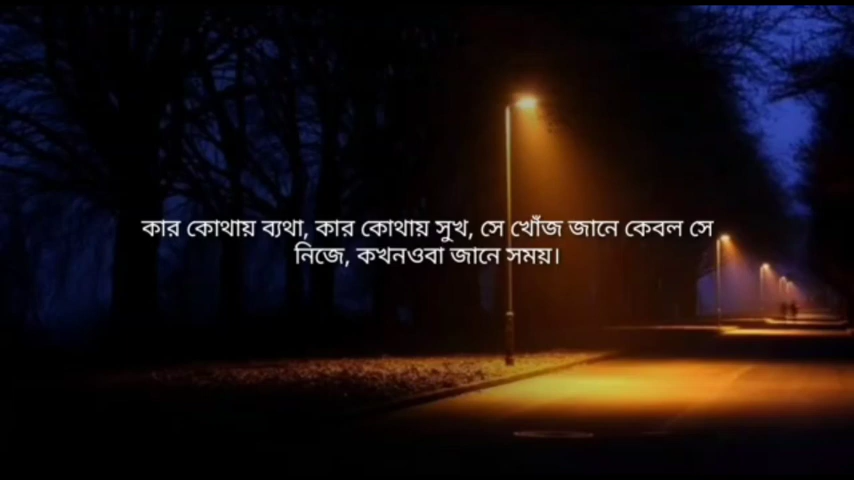 কার কোথায় ব্যথা, কার কোথায় সুখ, সে খোঁজ জানে কেবল সে
নিজে, কখনওবা জানে সময়।